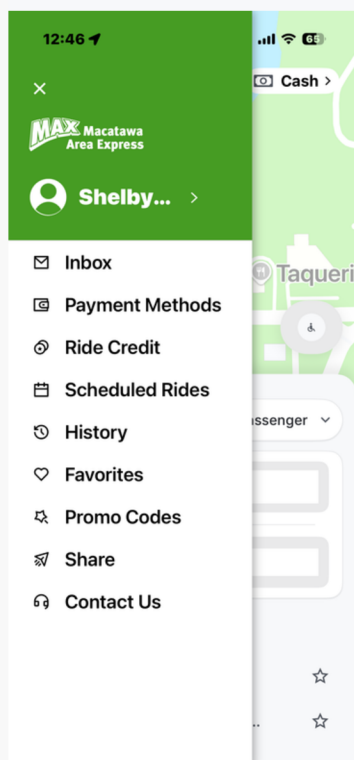 12:46
65
Cash >
MAX Macatawa
Area Express
Shelby... >
Taqueri
Inbox
Payment Methods
Ride Credit
Scheduled Rides
ssenger
History
Favorites
Promo Codes
Share
Contact Us
..